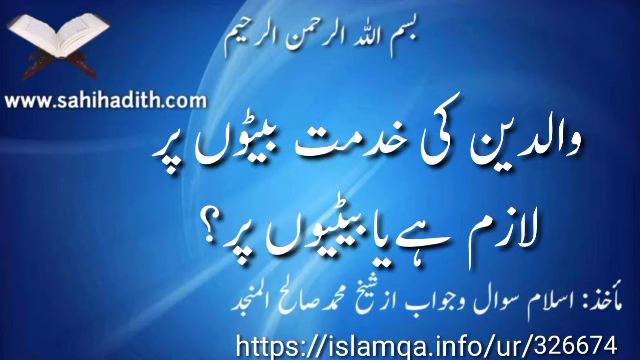 بسم اللہ الرحمن الرحیم
www.sahihadith.com
والدین کی خدمت بیٹوں پر
لازم ہے یا بیٹیوں پر؟
مأخذ: اسلام سوال وجواب از شیخ محمد صالح المنجد
https://islamqa.info/ur/326674